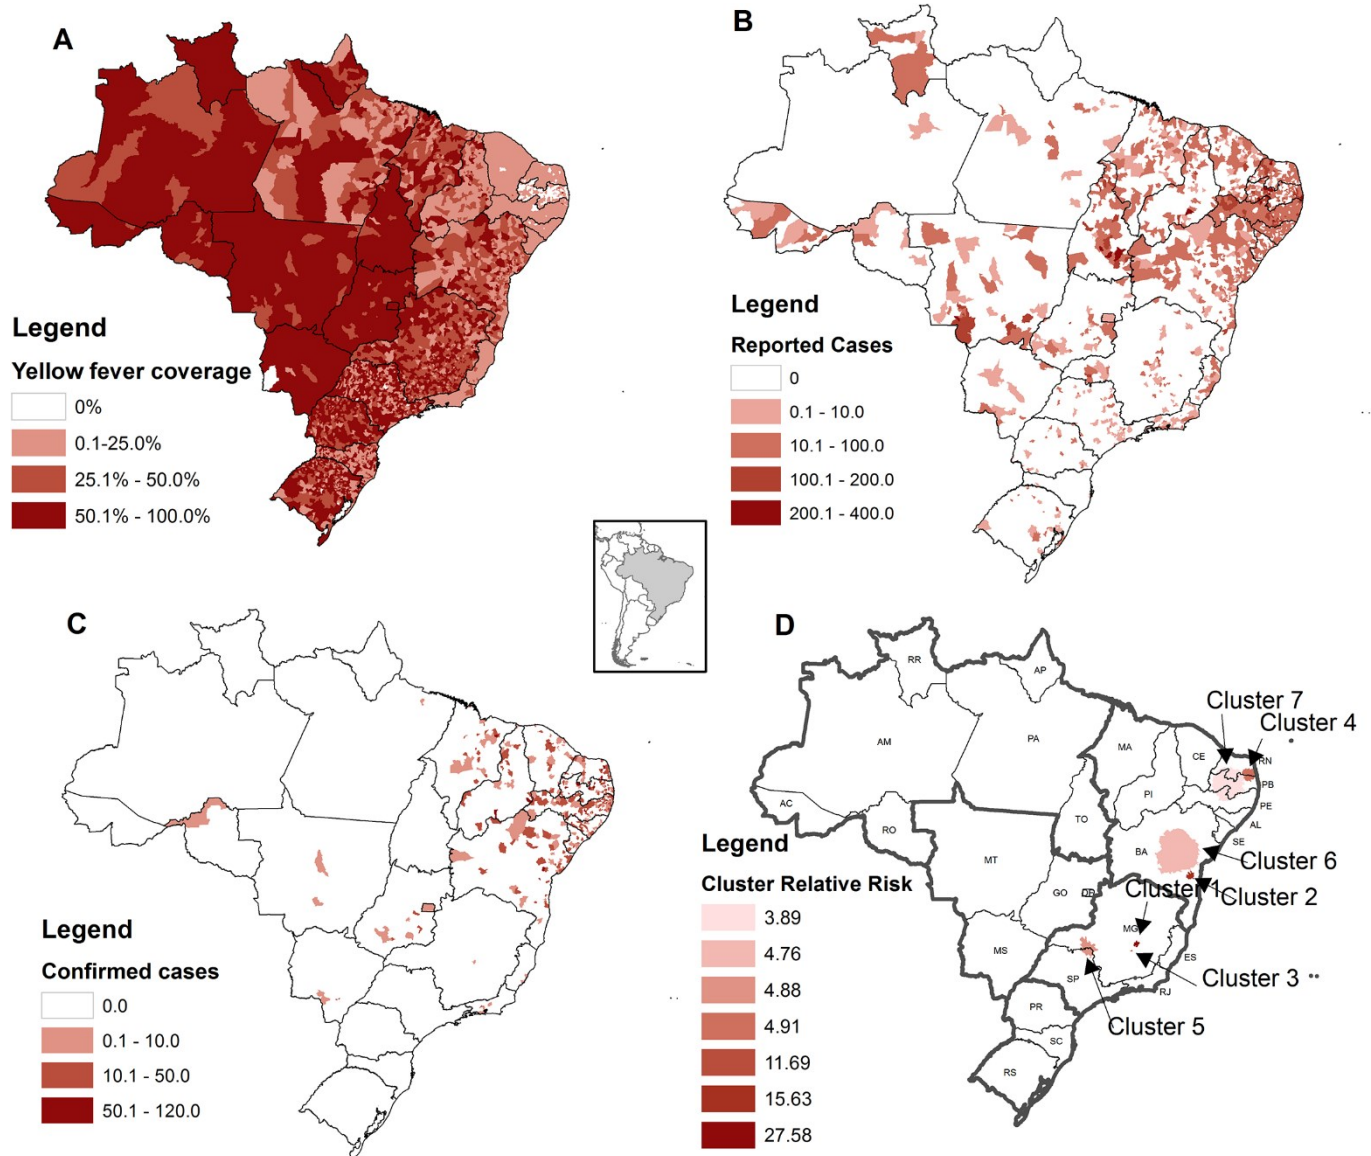 A
Legend
Yellow fever coverage
0%
0.1-25.0%
25.1% - 50.0%
50.1% - 100.0%
B
Legend
Reported Cases
0
0.1 - 10.0
10.1 - 100.0
100.1 - 200.0
200.1 - 400.0
C
Legend
Confirmed cases
0.0
0.1 - 10.0
10.1 - 50.0
50.1 - 120.0
D
RR
AP
Cluster 7
Cluster 4
AM
PA
MA
CE
RN
PB
PI
PE
AC
TO
AL
RO
SE
BA
MT
Cluster 6
GO
Cluster 1
Cluster 2
MG
MS
ES
Cluster 3
SP
RJ
PR
Cluster 5
SC
RS
Legend
Cluster Relative Risk
3.89
4.76
4.88
4.91
11.69
15.63
27.58